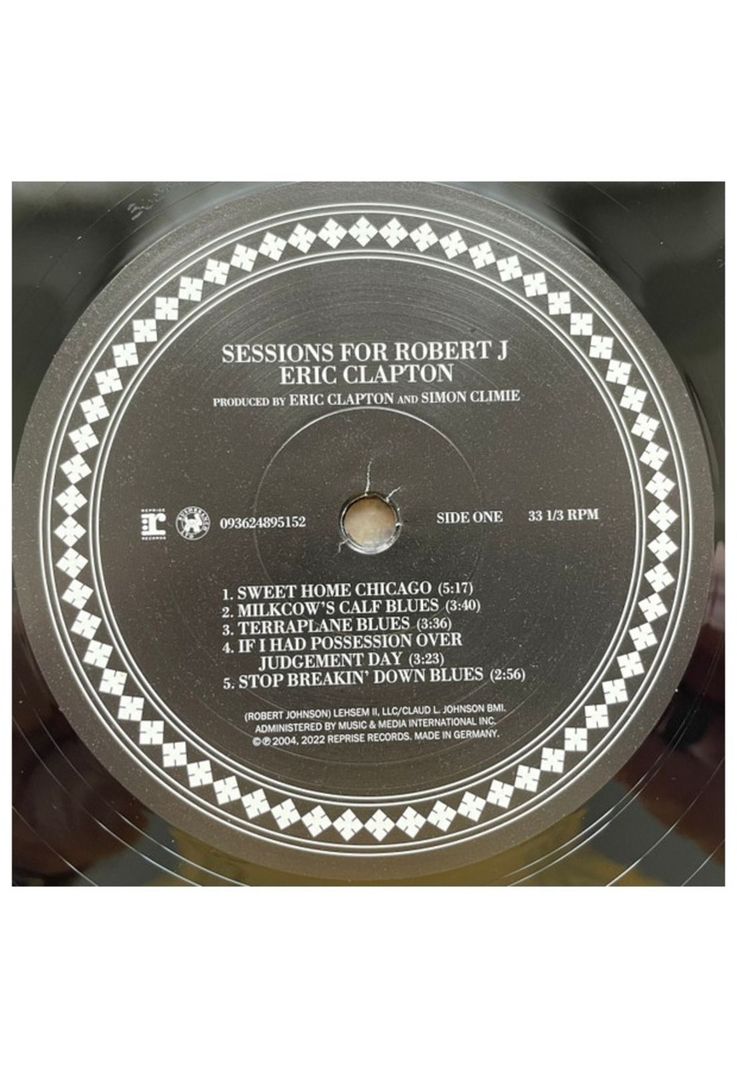 SESSIONS FOR ROBERT J
ERIC CLAPTON
PRODUCED BY ERIC CLAPTON AND SIMON CLIMIE
REPRISE
r
RECORDS
BUSHBRANCH
093624895152
SIDE ONE
33 1/3 RPM
1. SWEET HOME CHICAGO (5:17)
2. MILKCOW'S CALF BLUES (3:40)
3. TERRAPLANE BLUES (3:36)
4. IF I HAD POSSESSION OVER
JUDGEMENT DAY (3:23)
5. STOP BREAKIN' DOWN BLUES (2:56)
(ROBERT JOHNSON) LEHSEM II, LLC/CLAUD L. JOHNSON BMI.
ADMINISTERED BY MUSIC & MEDIA INTERNATIONAL INC.
©℗ 2004, 2022 REPRISE RECORDS. MADE IN GERMANY.